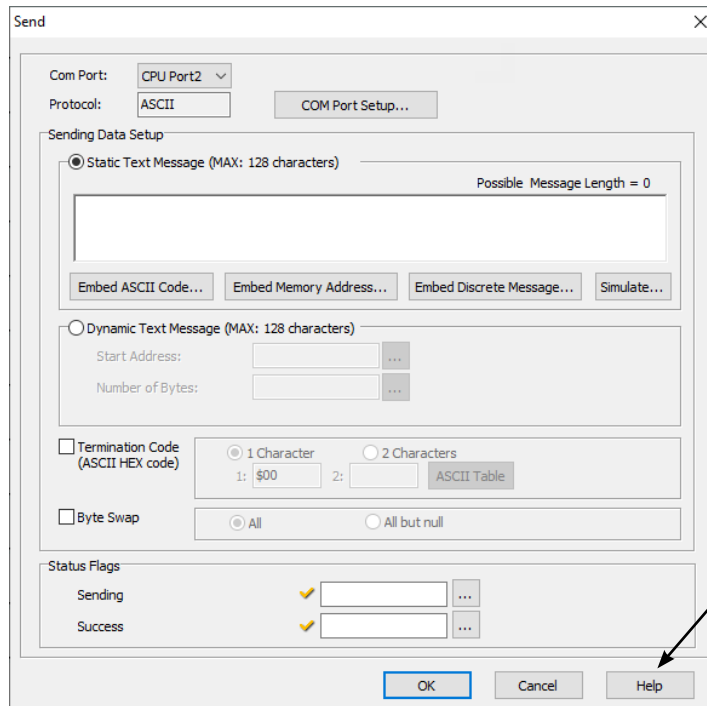 Send
Com Port: CPU Port2
Protocol: ASCII COM Port Setup...
Sending Data Setup
Static Text Message (MAX: 128 characters)
Possible Message Length = 0
Embed ASCII Code... Embed Memory Address... Embed Discrete Message... Simulate...
Dynamic Text Message (MAX: 128 characters)
Start Address: ...
Number of Bytes: ...
Termination Code 1 Character 2 Characters
(ASCII HEX code) 1: $00 2: ASCII Table
Byte Swap All All but null
Status Flags
Sending ...
Success ...
OK Cancel Help